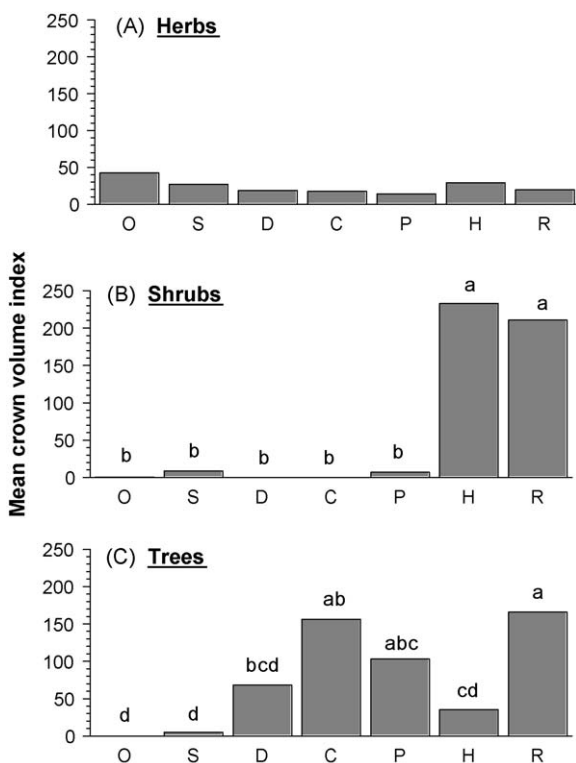 Mean crown volume index
(A) Herbs
250
200
150
100
50
0
O S D C P H R
(B) Shrubs
250
200
150
100
50
0
b b b b b a a
O S D C P H R
(C) Trees
250
200
150
100
50
0
d d bcd ab abc cd a
O S D C P H R